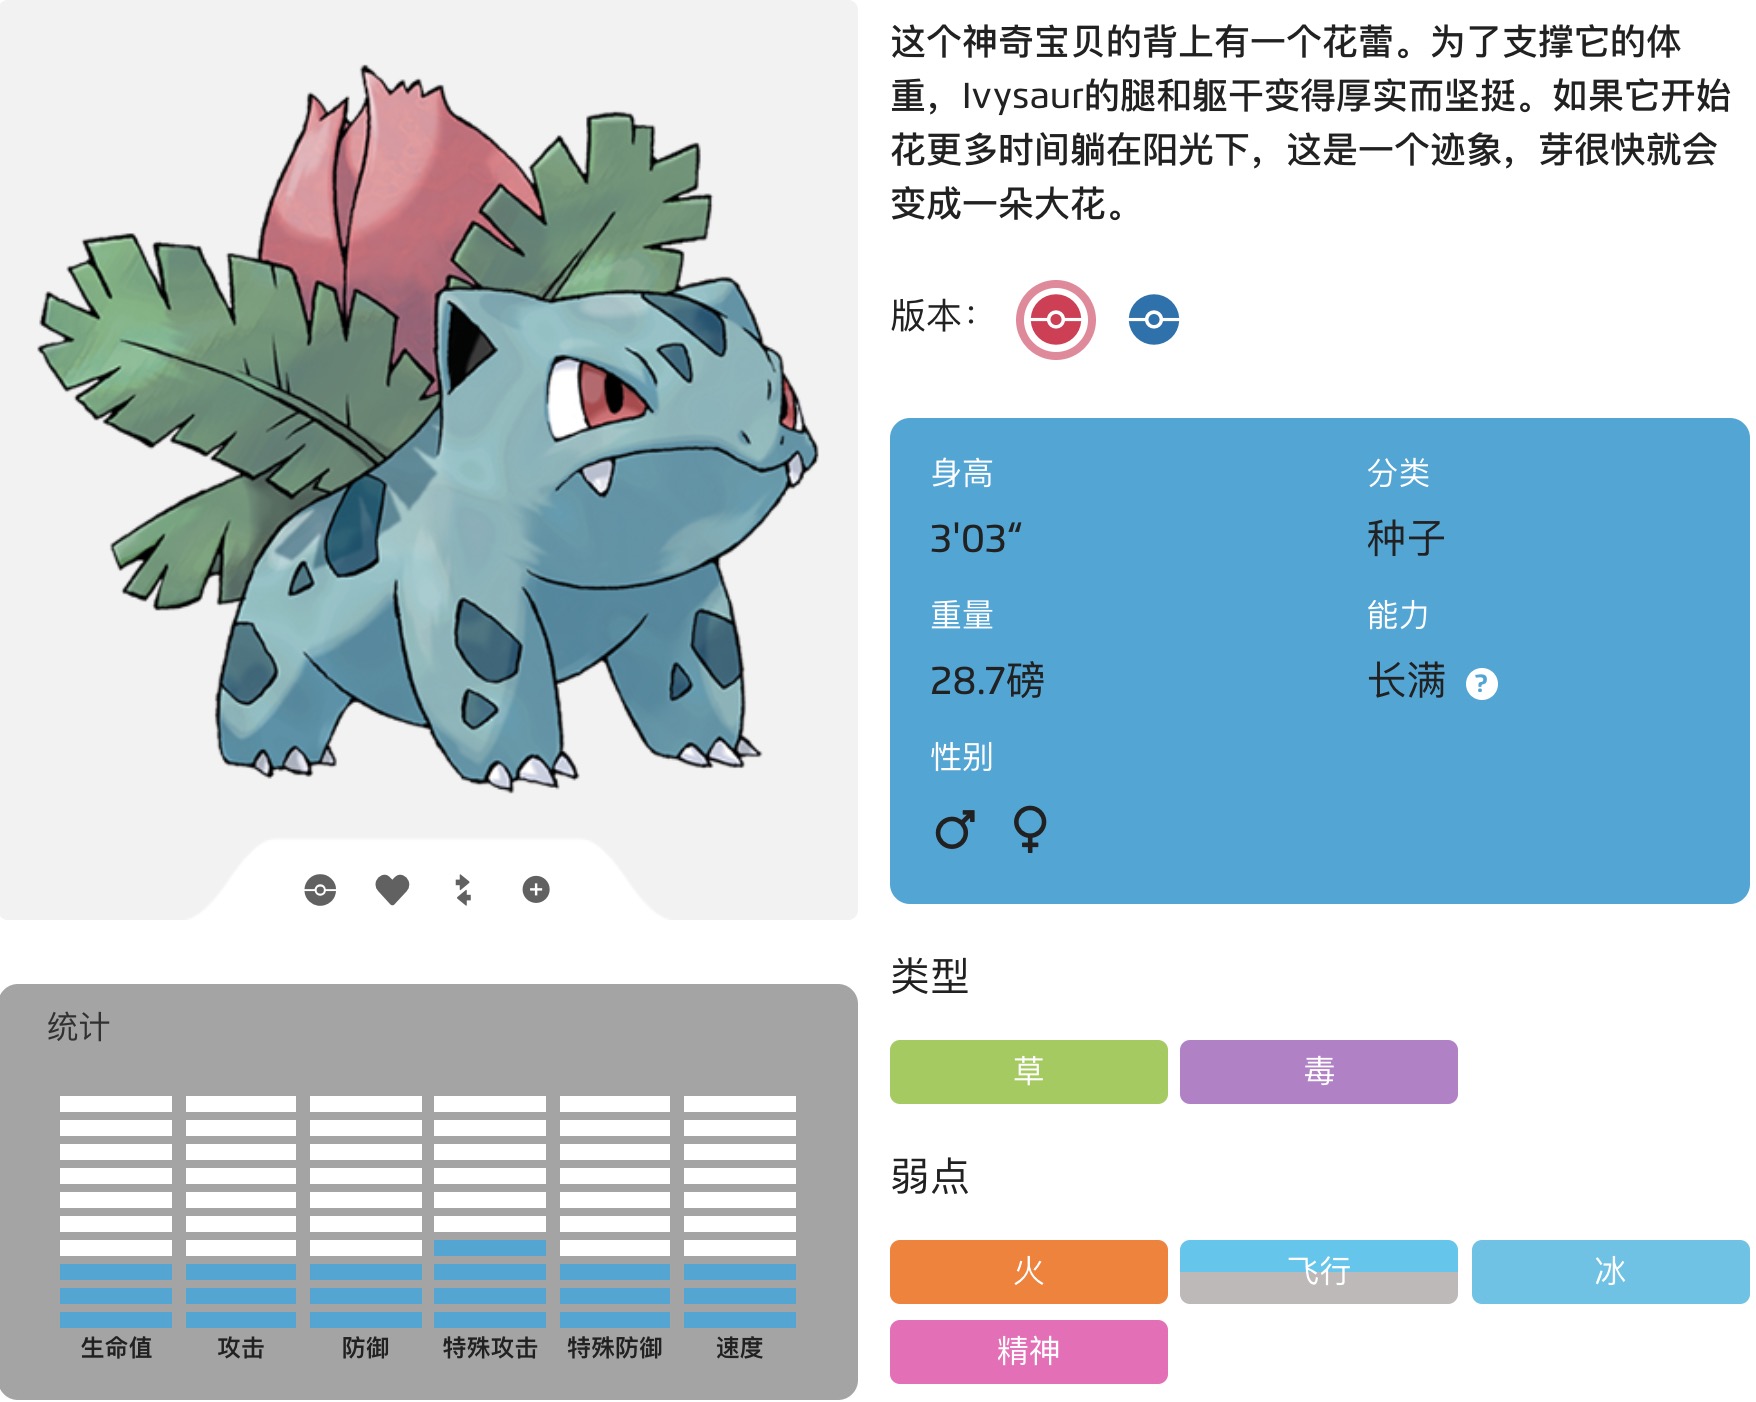 这个神奇宝贝的背上有一个花蕾。为了支撑它的体
重，Ivysaur的腿和躯干变得厚实而坚挺。如果它开始
花更多时间躺在阳光下，这是一个迹象，芽很快就会
变成一朵大花。
版本：
身高
分类
3'03“
种子
重量
能力
28.7磅
长满 ?
性别
♂ ♀
统计
生命值 攻击 防御 特殊攻击 特殊防御 速度
类型
草 毒
弱点
火 飞行 冰
精神